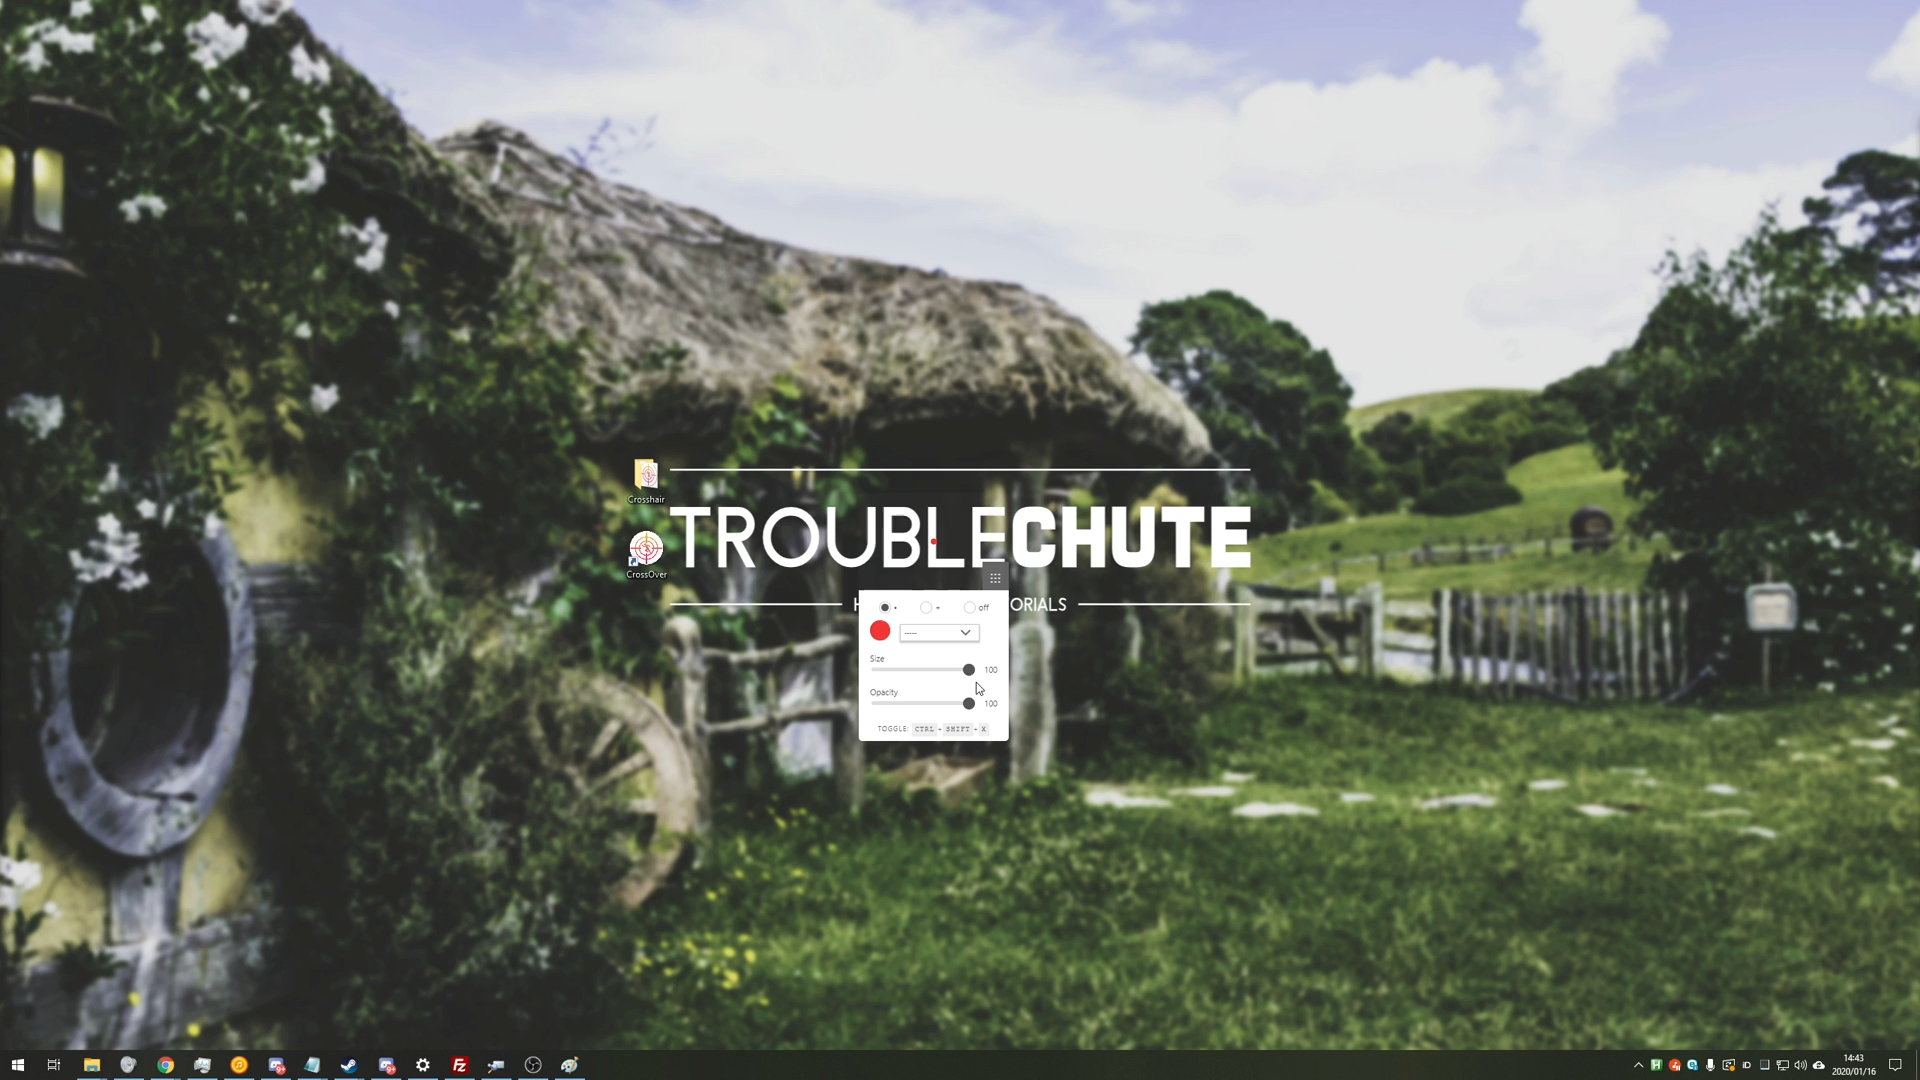 Crosshair
TROUBLECHUTE
CrossOver
H ORIALS
off
-----
Size
100
Opacity
100
TOGGLE: CTRL + SHIFT + X
14:43
2020/01/16